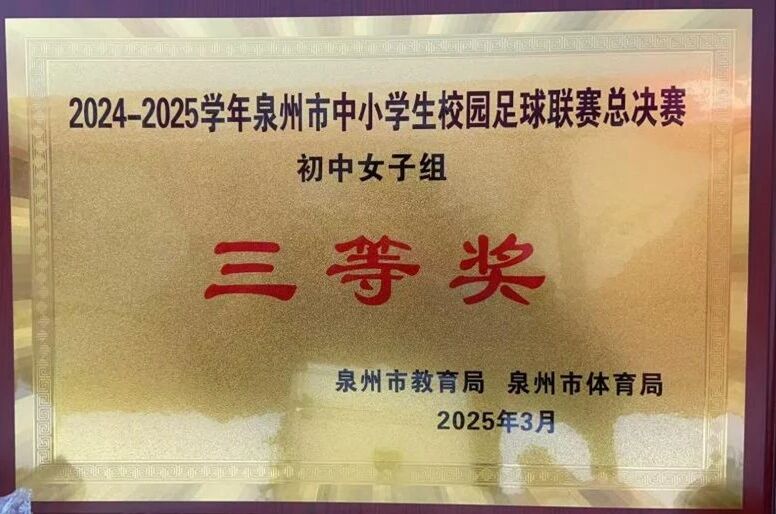 2024-2025学年泉州市中小学生校园足球联赛总决赛
初中女子组
三等奖
泉州市教育局 泉州市体育局
2025年3月